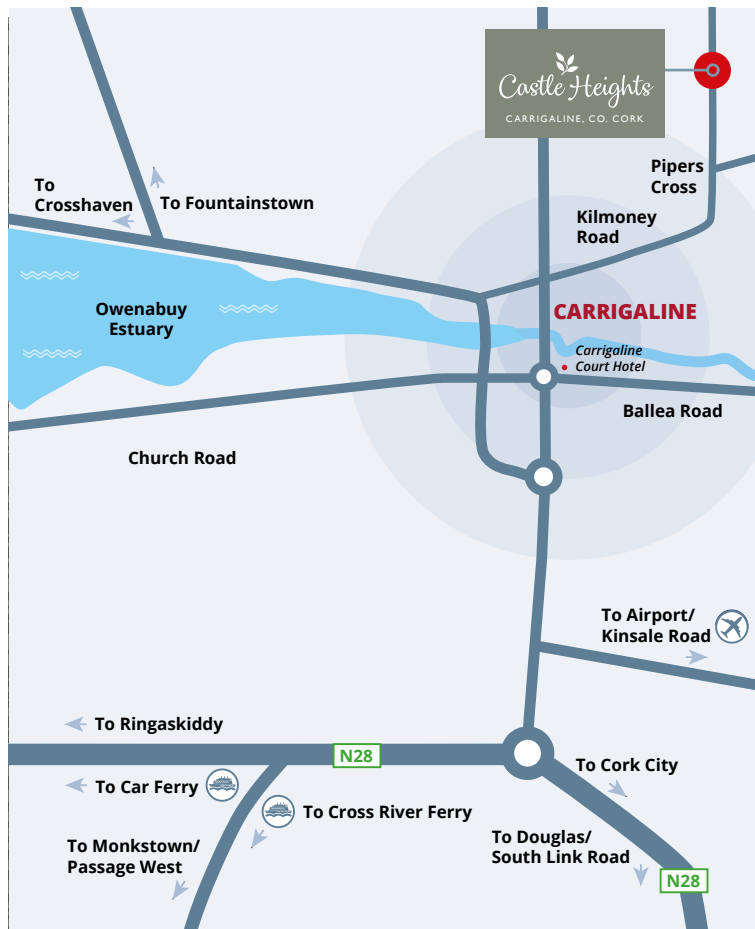 Castle Heights
CARRIGALINE, CO. CORK
Pipers
Cross
To
Crosshaven
To Fountainstown
Kilmoney
Road
Owenabuy
Estuary
CARRIGALINE
Carrigaline
Court Hotel
Ballea Road
Church Road
To Airport/
Kinsale Road
To Ringaskiddy
N28
To Car Ferry
To Cork City
To Cross River Ferry
To Monkstown/
Passage West
To Douglas/
South Link Road
N28